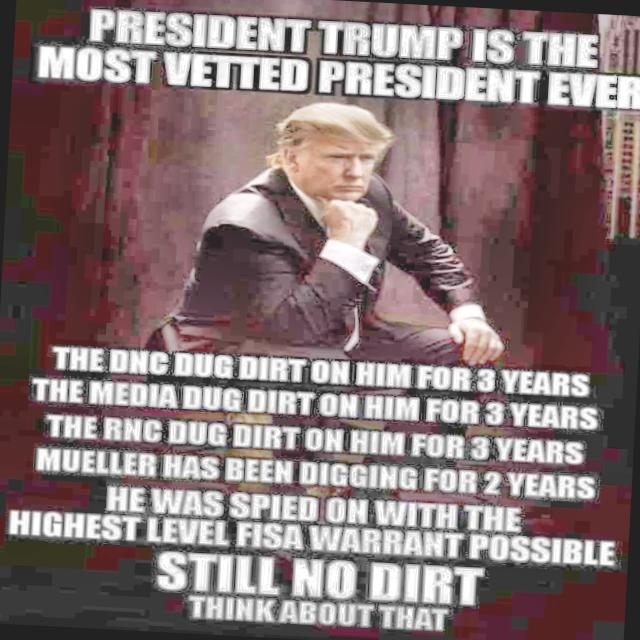 PRESIDENT TRUMP IS THE
MOST VETTED PRESIDENT EVER
THE DNC DUG DIRT ON HIM FOR 3 YEARS
THE MEDIA DUG DIRT ON HIM FOR 3 YEARS
THE RNC DUG DIRT ON HIM FOR 3 YEARS
MUELLER HAS BEEN DIGGING FOR 2 YEARS
HE WAS SPIED ON WITH THE
HIGHEST LEVEL FISA WARRANT POSSIBLE
STILL NO DIRT
THINK ABOUT THAT